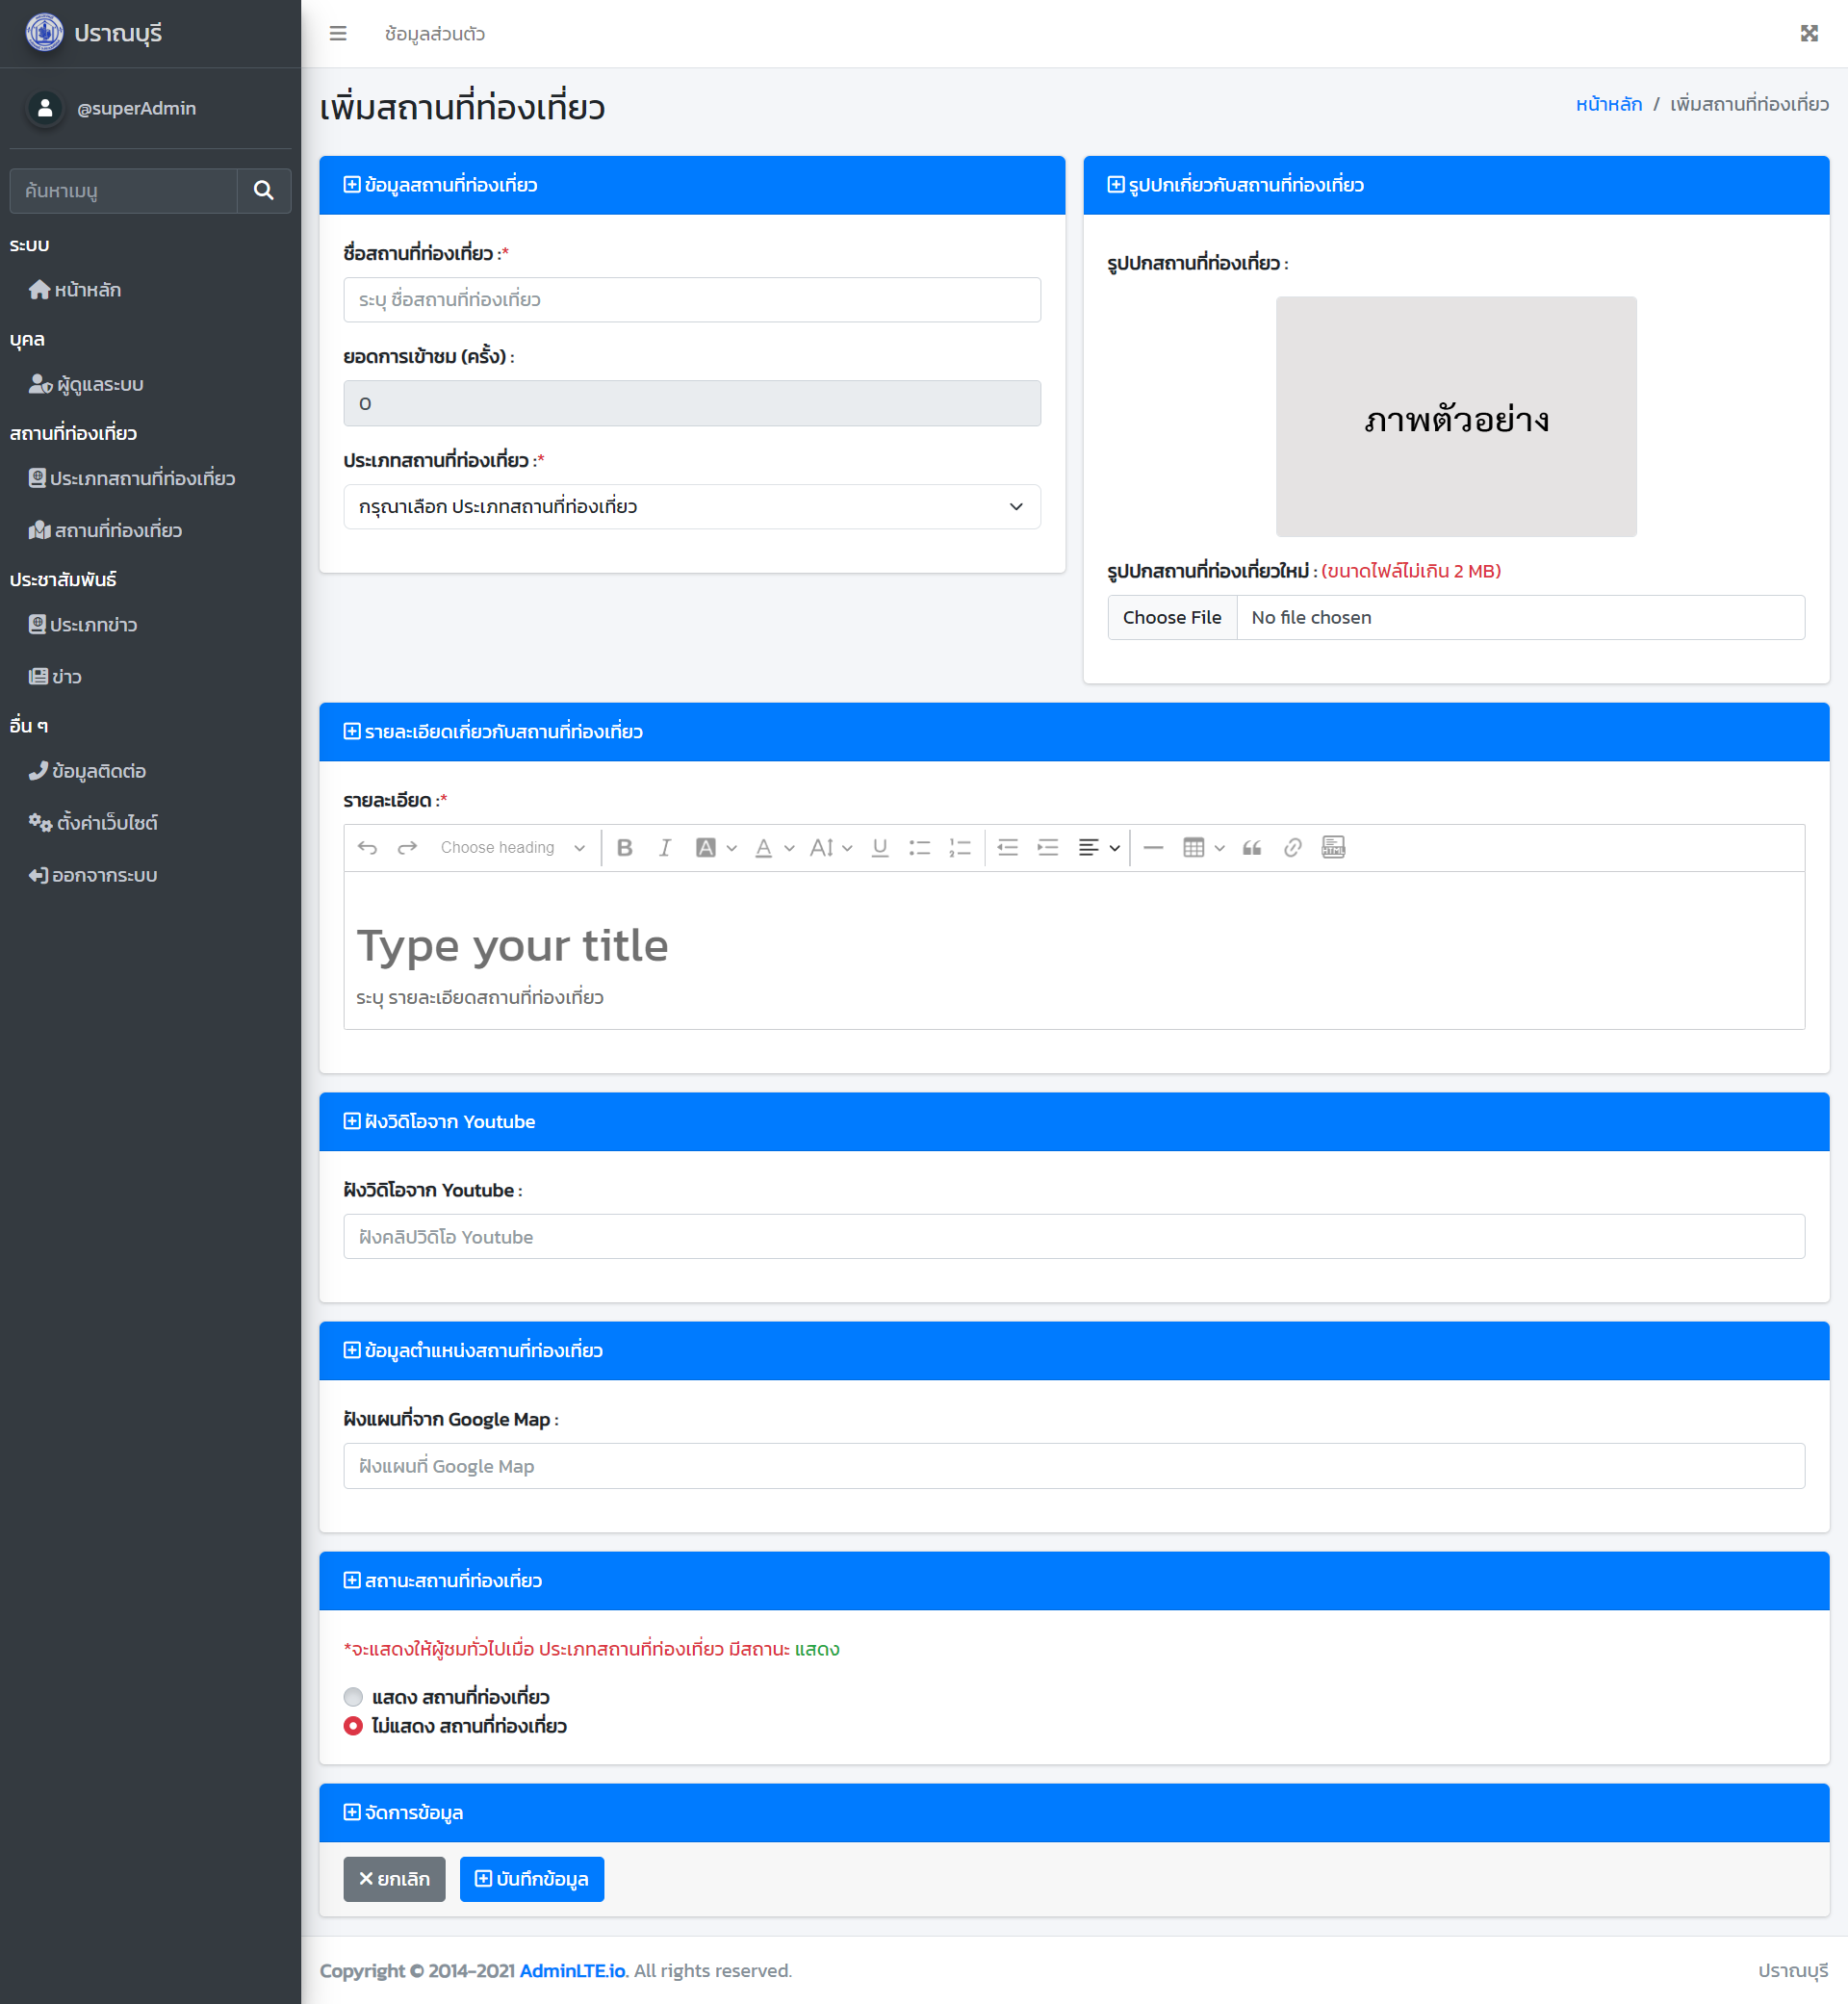 ปราณบุรี
@superAdmin
ค้นหาเมนู
ระบบ
หน้าหลัก
บุคล
ผู้ดูแลระบบ
สถานที่ท่องเที่ยว
ประเภทสถานที่ท่องเที่ยว
สถานที่ท่องเที่ยว
ประชาสัมพันธ์
ประเภทข่าว
ข่าว
อื่น ๆ
ข้อมูลติดต่อ
ตั้งค่าเว็บไซต์
ออกจากระบบ
ช้อมูลส่วนตัว
เพิ่มสถานที่ท่องเที่ยว
หน้าหลัก / เพิ่มสถานที่ท่องเที่ยว
ข้อมูลสถานที่ท่องเที่ยว
ชื่อสถานที่ท่องเที่ยว :*
ระบุ ชื่อสถานที่ท่องเที่ยว
ยอดการเข้าชม (ครั้ง) :
0
ประเภทสถานที่ท่องเที่ยว :*
กรุณาเลือก ประเภทสถานที่ท่องเที่ยว
รูปปกเกี่ยวกับสถานที่ท่องเที่ยว
รูปปกสถานที่ท่องเที่ยว :
ภาพตัวอย่าง
รูปปกสถานที่ท่องเที่ยวใหม่ : (ขนาดไฟล์ไม่เกิน 2 MB)
Choose File No file chosen
รายละเอียดเกี่ยวกับสถานที่ท่องเที่ยว
รายละเอียด :*
Choose heading
Type your title
ระบุ รายละเอียดสถานที่ท่องเที่ยว
ฝังวิดิโอจาก Youtube
ฝังวิดิโอจาก Youtube :
ฝังคลิปวิดิโอ Youtube
ข้อมูลตำแหน่งสถานที่ท่องเที่ยว
ฝังแผนที่จาก Google Map :
ฝังแผนที่ Google Map
สถานะสถานที่ท่องเที่ยว
*จะแสดงให้ผู้ชมทั่วไปเมื่อ ประเภทสถานที่ท่องเที่ยว มีสถานะ แสดง
แสดง สถานที่ท่องเที่ยว
ไม่แสดง สถานที่ท่องเที่ยว
จัดการข้อมูล
ยกเลิก
บันทึกข้อมูล
Copyright © 2014-2021 AdminLTE.io. All rights reserved.
ปราณบุรี